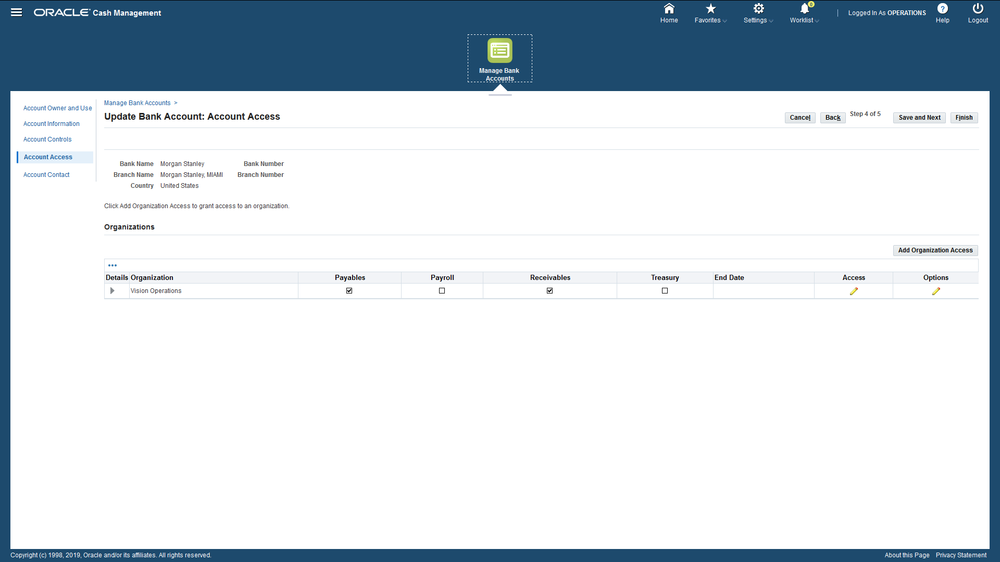 ORACLE Cash Management
Home
Favorites
Settings
0
Worklist
Logged In As OPERATIONS
?
Help
Logout
Manage Bank
Accounts
Account Owner and Use
Account Information
Account Controls
Account Access
Account Contact
Manage Bank Accounts >
Update Bank Account: Account Access
Cancel
Back
Step 4 of 5
Save and Next
Finish
Bank Name Morgan Stanley Bank Number
Branch Name Morgan Stanley, MIAMI Branch Number
Country United States
Click Add Organization Access to grant access to an organization.
Organizations
Add Organization Access
Details Organization Payables Payroll Receivables Treasury End Date Access Options
Vision Operations
Copyright (c) 1998, 2019, Oracle and/or its affiliates. All rights reserved.
About this Page Privacy Statement